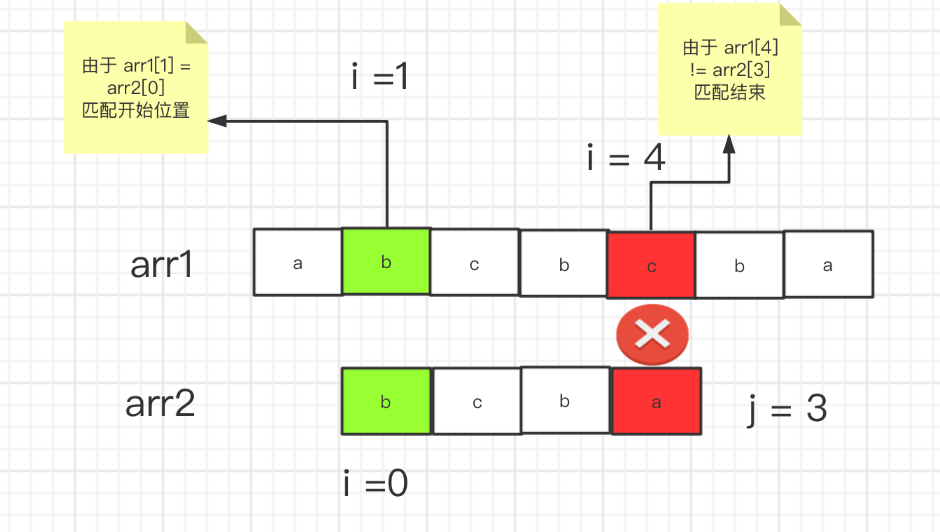 由于 arr1[1] =
arr2[0]
匹配开始位置
i =1
由于 arr1[4]
!= arr2[3]
匹配结束
i = 4
arr1
a b c b c b a
arr2
b c b a
j = 3
i =0